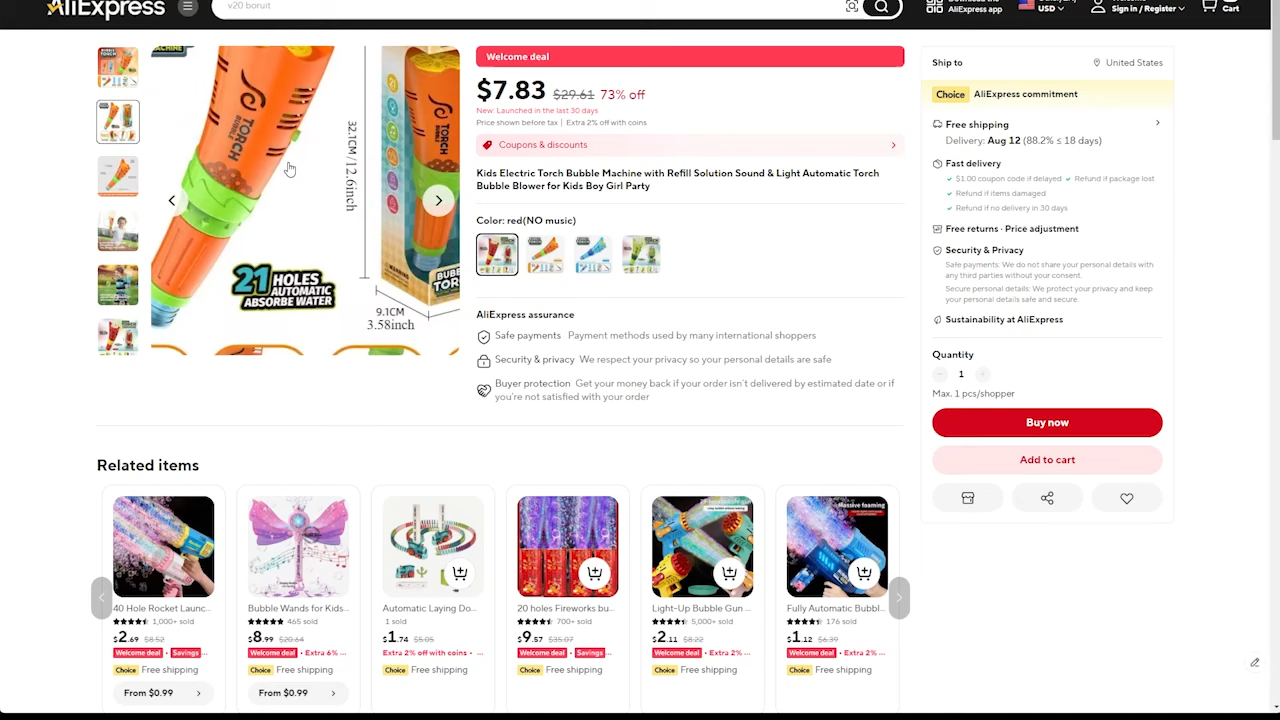 AliExpress
v20 boruit
AliExpress app
USD
Sign in / Register
Cart
MACHINE
TORCH
BUBBLE
32.1CM/12.6inch
21 HOLES
AUTOMATIC
ABSORBE WATER
9.1CM
3.58inch
Welcome deal
$7.83 $29.61 73% off
New: Launched in the last 30 days
Price shown before tax | Extra 2% off with coins
Coupons & discounts
Kids Electric Torch Bubble Machine with Refill Solution Sound & Light Automatic Torch
Bubble Blower for Kids Boy Girl Party
Color: red(NO music)
AliExpress assurance
Safe payments Payment methods used by many international shoppers
Security & privacy We respect your privacy so your personal details are safe
Buyer protection Get your money back if your order isn't delivered by estimated date or if
you're not satisfied with your order
Ship to United States
Choice AliExpress commitment
Free shipping
Delivery: Aug 12 (88.2% ≤ 18 days)
Fast delivery
$1.00 coupon code if delayed Refund if package lost
Refund if items damaged
Refund if no delivery in 30 days
Free returns · Price adjustment
Security & Privacy
Safe payments: We do not share your personal details with
any third parties without your consent.
Secure personal details: We protect your privacy and keep
your personal details safe and secure.
Sustainability at AliExpress
Quantity
1
Max. 1 pcs/shopper
Buy now
Add to cart
Related items
40 Hole Rocket Launc...
1,000+ sold
$2.69 $8.52
Welcome deal · Savings
Choice Free shipping
From $0.99
Bubble Wands for Kids...
465 sold
$8.99 $20.64
Welcome deal · Extra 6% ...
Choice Free shipping
From $0.99
Automatic Laying Do...
1 sold
$1.74 $5.05
Extra 2% off with coins · ...
Choice Free shipping
20 holes Fireworks bu...
700+ sold
$9.57 $35.07
Welcome deal · Savings
Choice Free shipping
Light-Up Bubble Gun ...
5,000+ sold
$2.11 $8.22
Welcome deal · Extra 2% ...
Choice Free shipping
Massive foaming
Fully Automatic Bubbl...
176 sold
$1.12 $6.39
Welcome deal · Extra 2% ...
Choice Free shipping